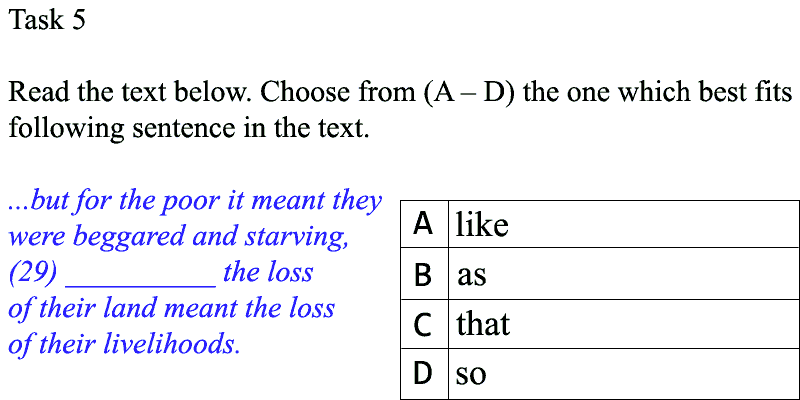 Task 5
Read the text below. Choose from (A – D) the one which best fits
following sentence in the text.
...but for the poor it meant they
were beggared and starving,
(29) __________ the loss
of their land meant the loss
of their livelihoods.
A like
B as
C that
D so